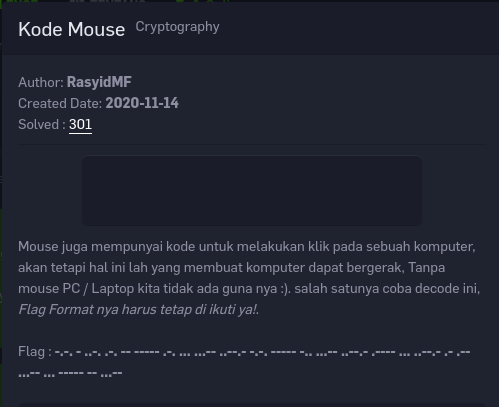 Kode Mouse Cryptography
Author: RasyidMF
Created Date: 2020-11-14
Solved : 301
Mouse juga mempunyai kode untuk melakukan klik pada sebuah komputer,
akan tetapi hal ini lah yang membuat komputer dapat bergerak, Tanpa
mouse PC / Laptop kita tidak ada guna nya :). salah satunya coba decode ini,
Flag Format nya harus tetap di ikuti ya!.
Flag : -.-. - ..-. .-. -- ----- .-. ... ...-- ..--.- -.-. ----- -.. ...-- ..--.- .---- ... ..--.- .- .--
...-- ... ----- -- ...--